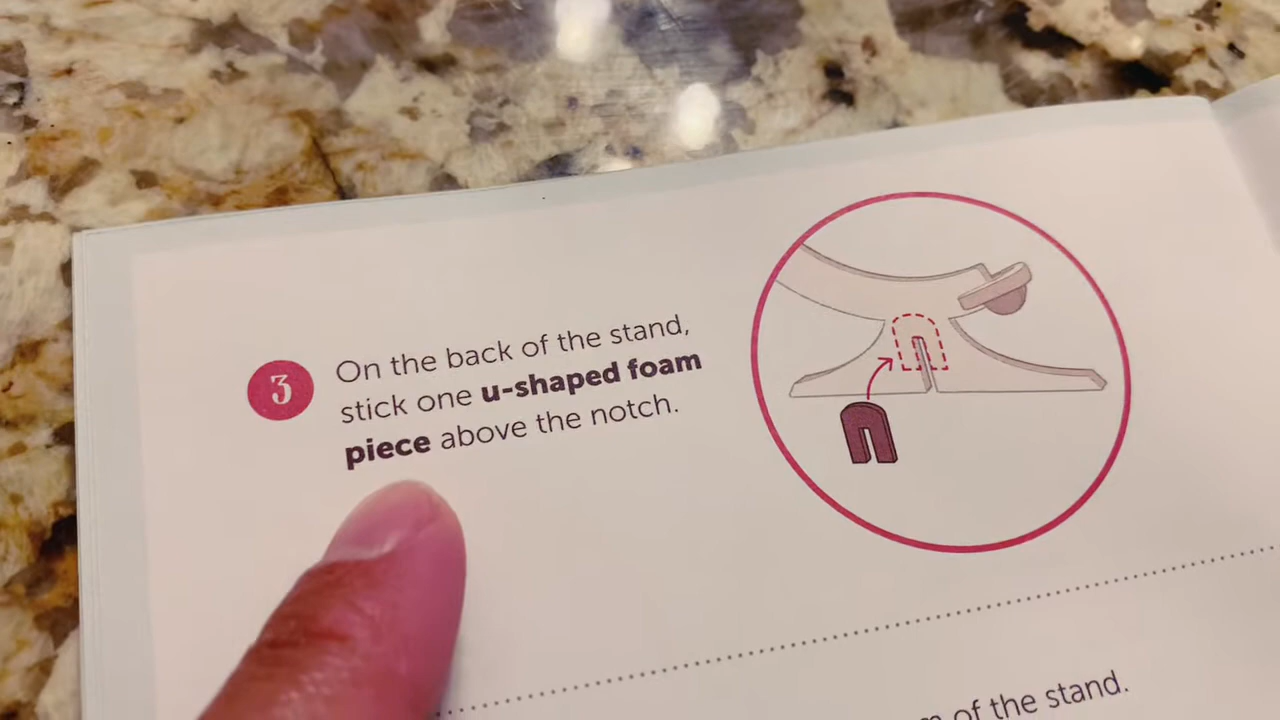 3
On the back of the stand,
stick one u-shaped foam
piece above the notch.
of the stand.